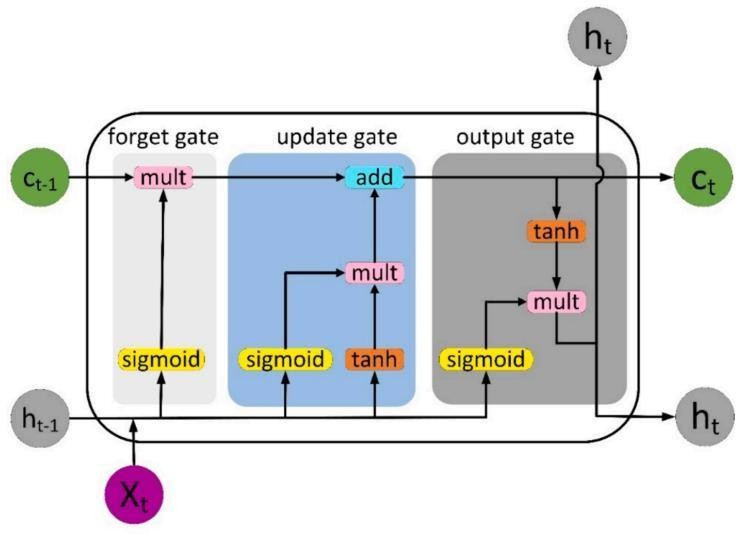 h_t
forget gate update gate output gate
c_t-1 mult add c_t
tanh
mult mult
sigmoid sigmoid tanh sigmoid
h_t-1 h_t
X_t